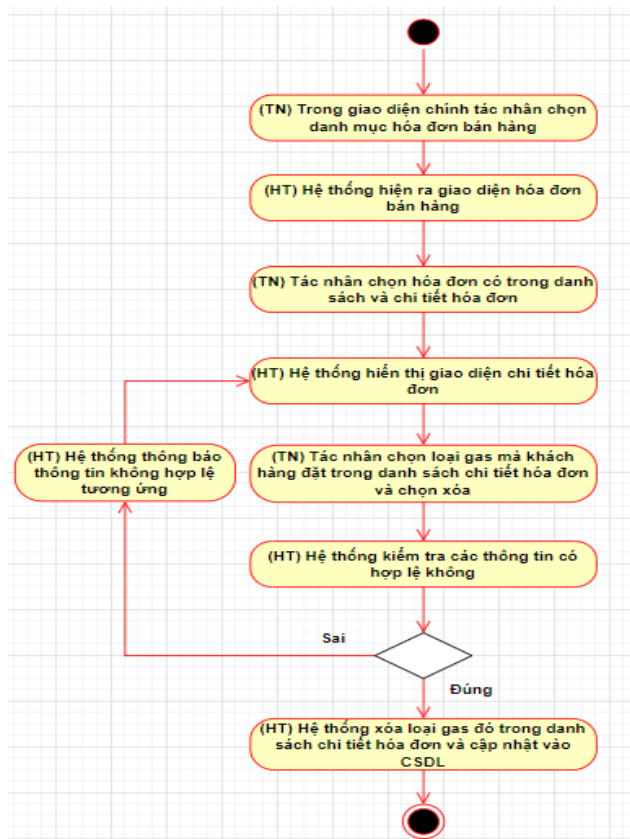 (TN) Trong giao diện chính tác nhân chọn
danh mục hóa đơn bán hàng
(HT) Hệ thống hiện ra giao diện hóa đơn
bán hàng
(TN) Tác nhân chọn hóa đơn có trong danh
sách và chi tiết hóa đơn
(HT) Hệ thống hiển thị giao diện chi tiết hóa
đơn
(HT) Hệ thống thông báo
thông tin không hợp lệ
tương ứng
(TN) Tác nhân chọn loại gas mà khách
hàng đặt trong danh sách chi tiết hóa đơn
và chọn xóa
(HT) Hệ thống kiểm tra các thông tin có
hợp lệ không
Sai
Đúng
(HT) Hệ thống xóa loại gas đó trong danh
sách chi tiết hóa đơn và cập nhật vào
CSDL